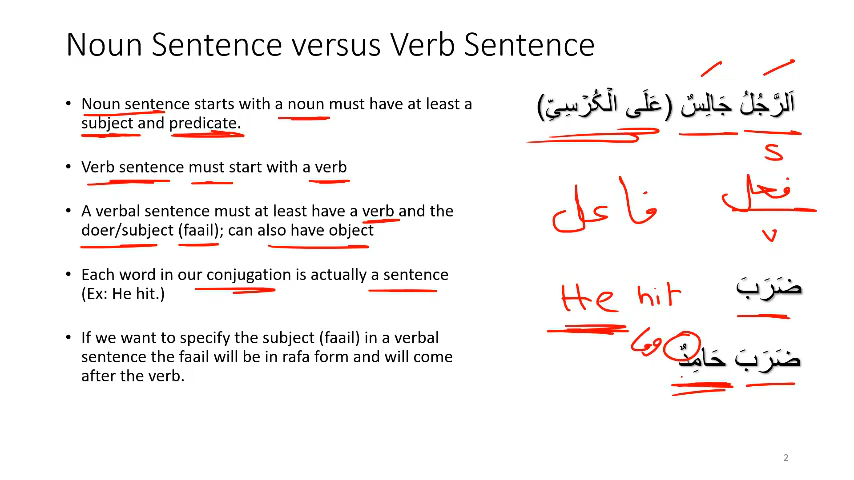 Noun Sentence versus Verb Sentence
• Noun sentence starts with a noun must have at least a
subject and predicate.
• Verb sentence must start with a verb
• A verbal sentence must at least have a verb and the
doer/subject (faail); can also have object
• Each word in our conjugation is actually a sentence
(Ex: He hit.)
• If we want to specify the subject (faail) in a verbal
sentence the faail will be in rafa form and will come
after the verb.
اَلرَّجُلُ جَالِسٌ (عَلَى الْكُرْسِيِّ)
S
فعل فاعل
V
ضَرَبَ
He hit
ضَرَبَ حَامِدٌ
2